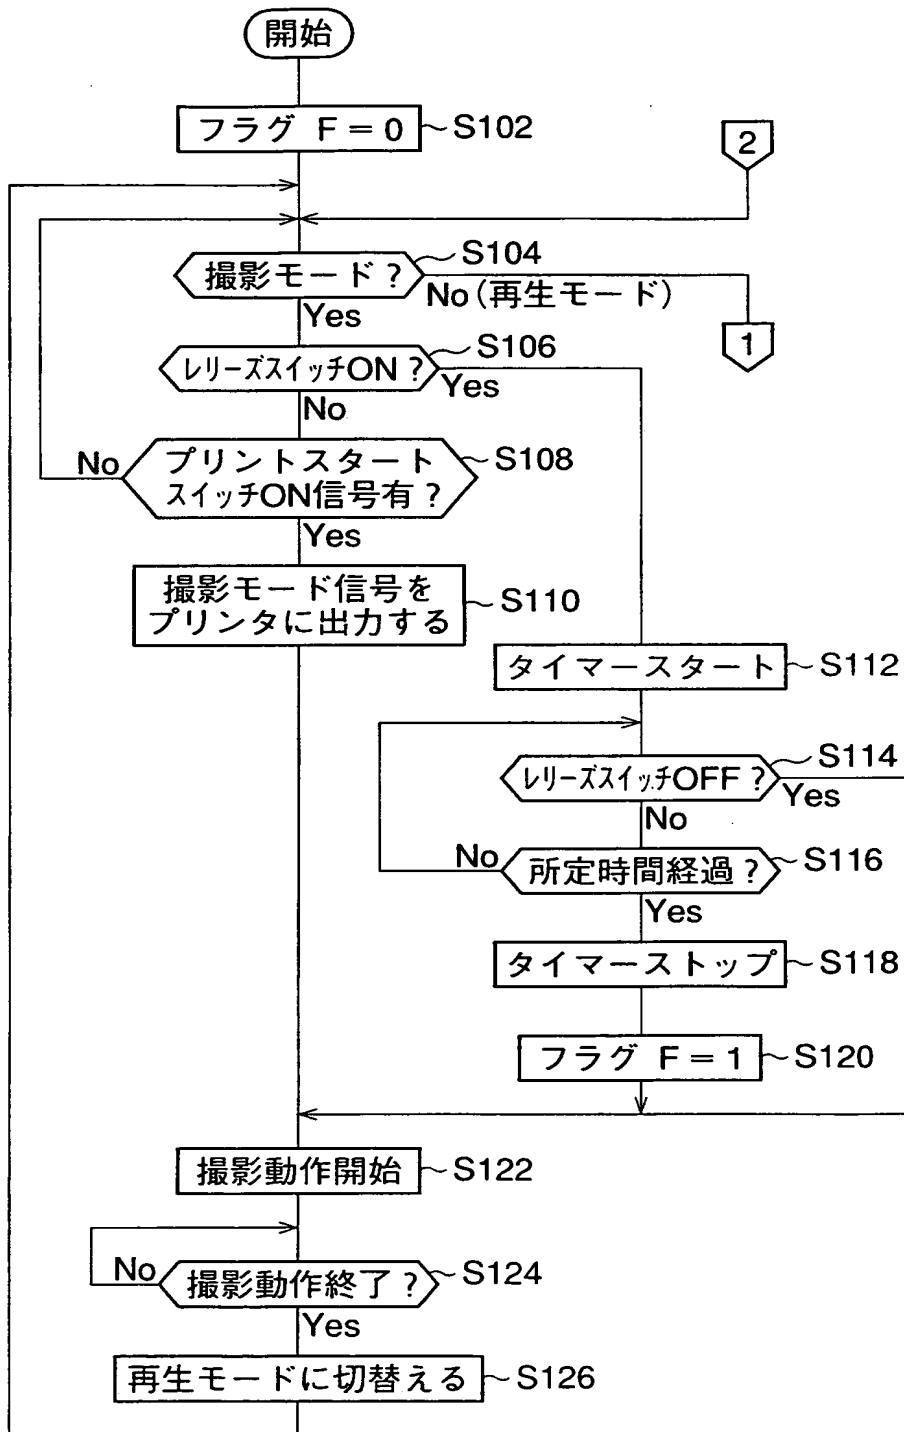 開始
フラグ F=0 S102
2
撮影モード? S104
No(再生モード)
Yes
1
レリーズスイッチON? S106
Yes
No
プリントスタート
スイッチON信号有? S108
No
Yes
撮影モード信号を
プリンタに出力する S110
タイマースタート S112
レリーズスイッチOFF? S114
Yes
No
所定時間経過? S116
No
Yes
タイマーストップ S118
フラグ F=1 S120
撮影動作開始 S122
撮影動作終了? S124
No
Yes
再生モードに切替える S126